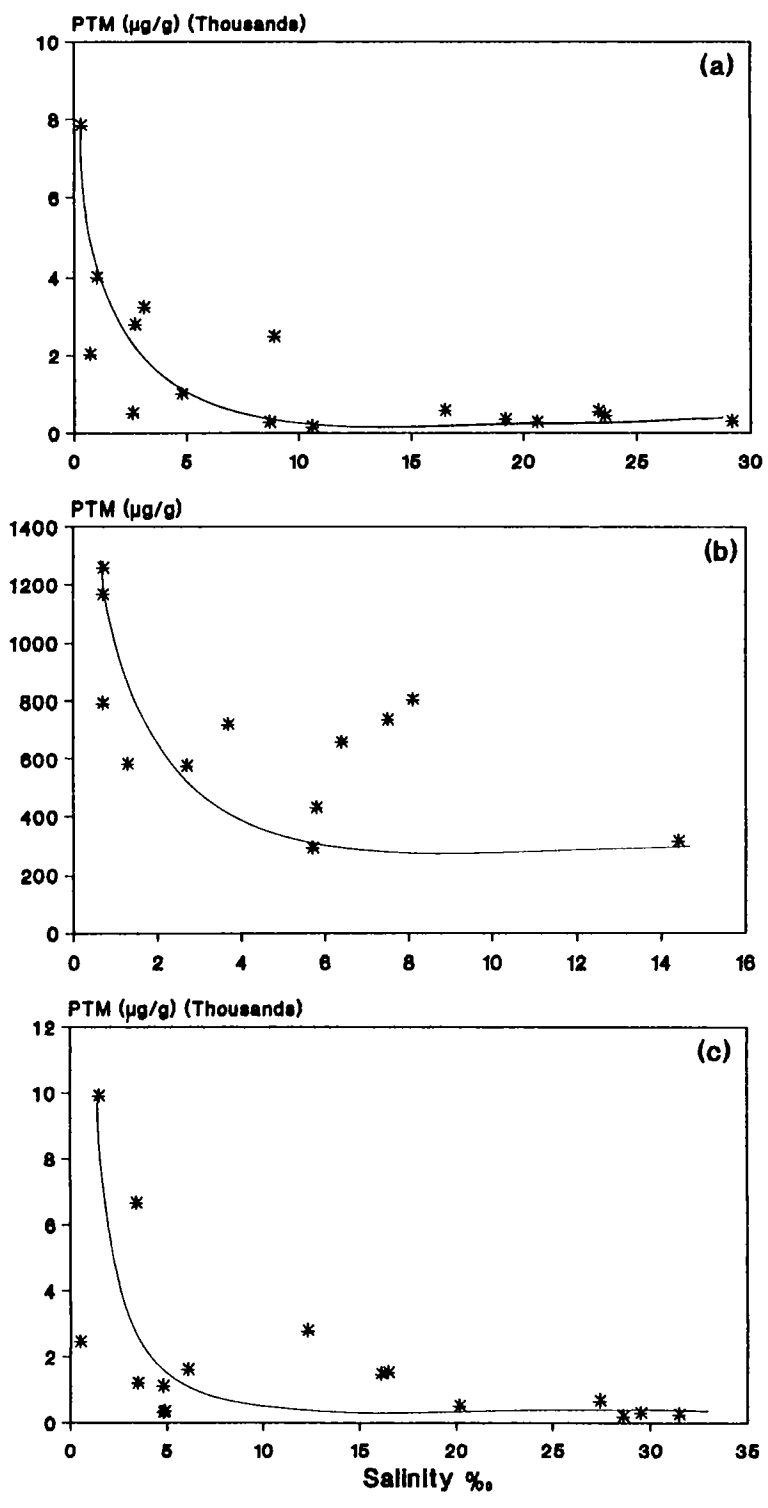 PTM (µg/g) (Thousands)
(a)
10
8
6
4
2
0
0 5 10 15 20 25 30
PTM (µg/g)
(b)
1400
1200
1000
800
600
400
200
0
0 2 4 6 8 10 12 14 16
PTM (µg/g) (Thousands)
(c)
12
10
8
6
4
2
0
0 5 10 15 20 25 30 35
Salinity ‰